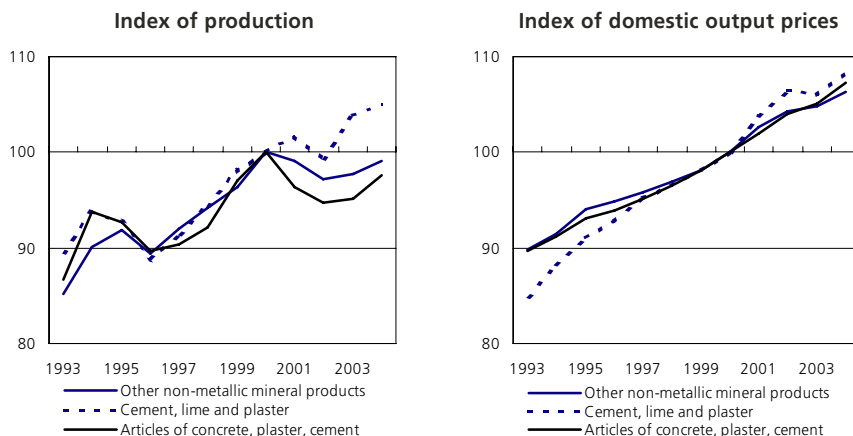 Index of production
110
100
90
80
1993 1995 1997 1999 2001 2003
Other non-metallic mineral products
Cement, lime and plaster
Articles of concrete, plaster, cement
Index of domestic output prices
110
100
90
80
1993 1995 1997 1999 2001 2003
Other non-metallic mineral products
Cement, lime and plaster
Articles of concrete, plaster, cement